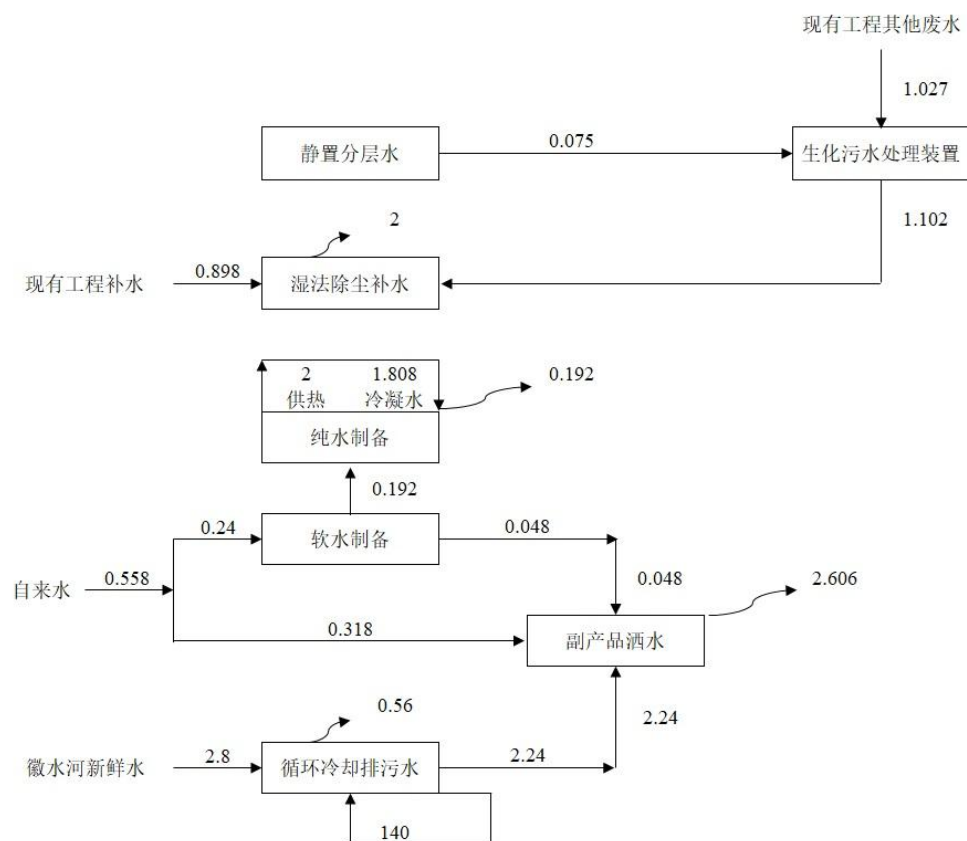 现有工程其他废水
1.027
静置分层水
0.075
生化污水处理装置
1.102
2
现有工程补水
0.898
湿法除尘补水
2
1.808
供热
冷凝水
0.192
纯水制备
0.192
0.24
软水制备
0.048
自来水
0.558
0.048
2.606
0.318
副产品洒水
0.56
2.24
徽水河新鲜水
2.8
循环冷却排污水
2.24
140